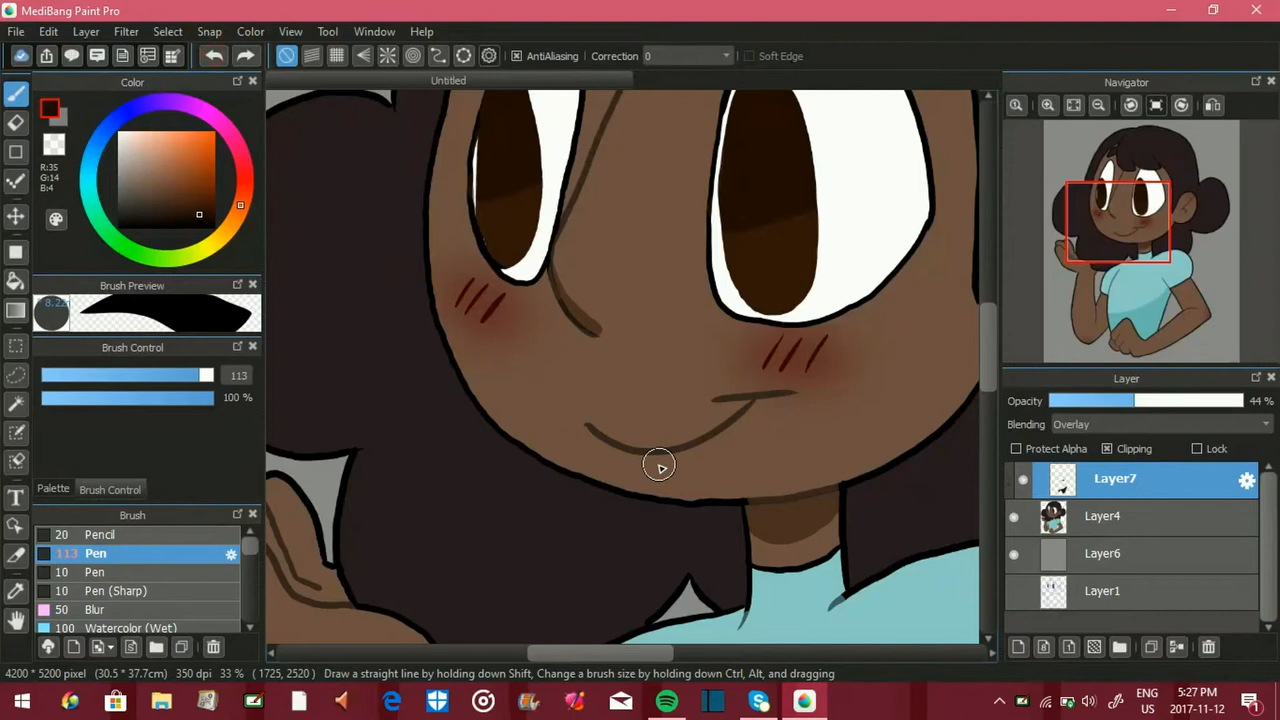 MediBang Paint Pro
File Edit Layer Filter Select Snap Color View Tool Window Help
AntiAliasing Correction 0 Soft Edge
Color
Untitled
Navigator
R:35
G:14
B:4
Brush Preview
8.22
Brush Control
113
100 %
Palette Brush Control
Brush
20 Pencil
113 Pen
10 Pen
10 Pen (Sharp)
50 Blur
100 Watercolor (Wet)
Layer
Opacity 44 %
Blending Overlay
Protect Alpha Clipping Lock
Layer7
Layer4
Layer6
Layer1
4200 * 5200 pixel (30.5 * 37.7cm) 350 dpi 33 % ( 1725, 2520 ) Draw a straight line by holding down Shift, Change a brush size by holding down Ctrl, Alt, and dragging
ENG
US
5:27 PM
2017-11-12
1